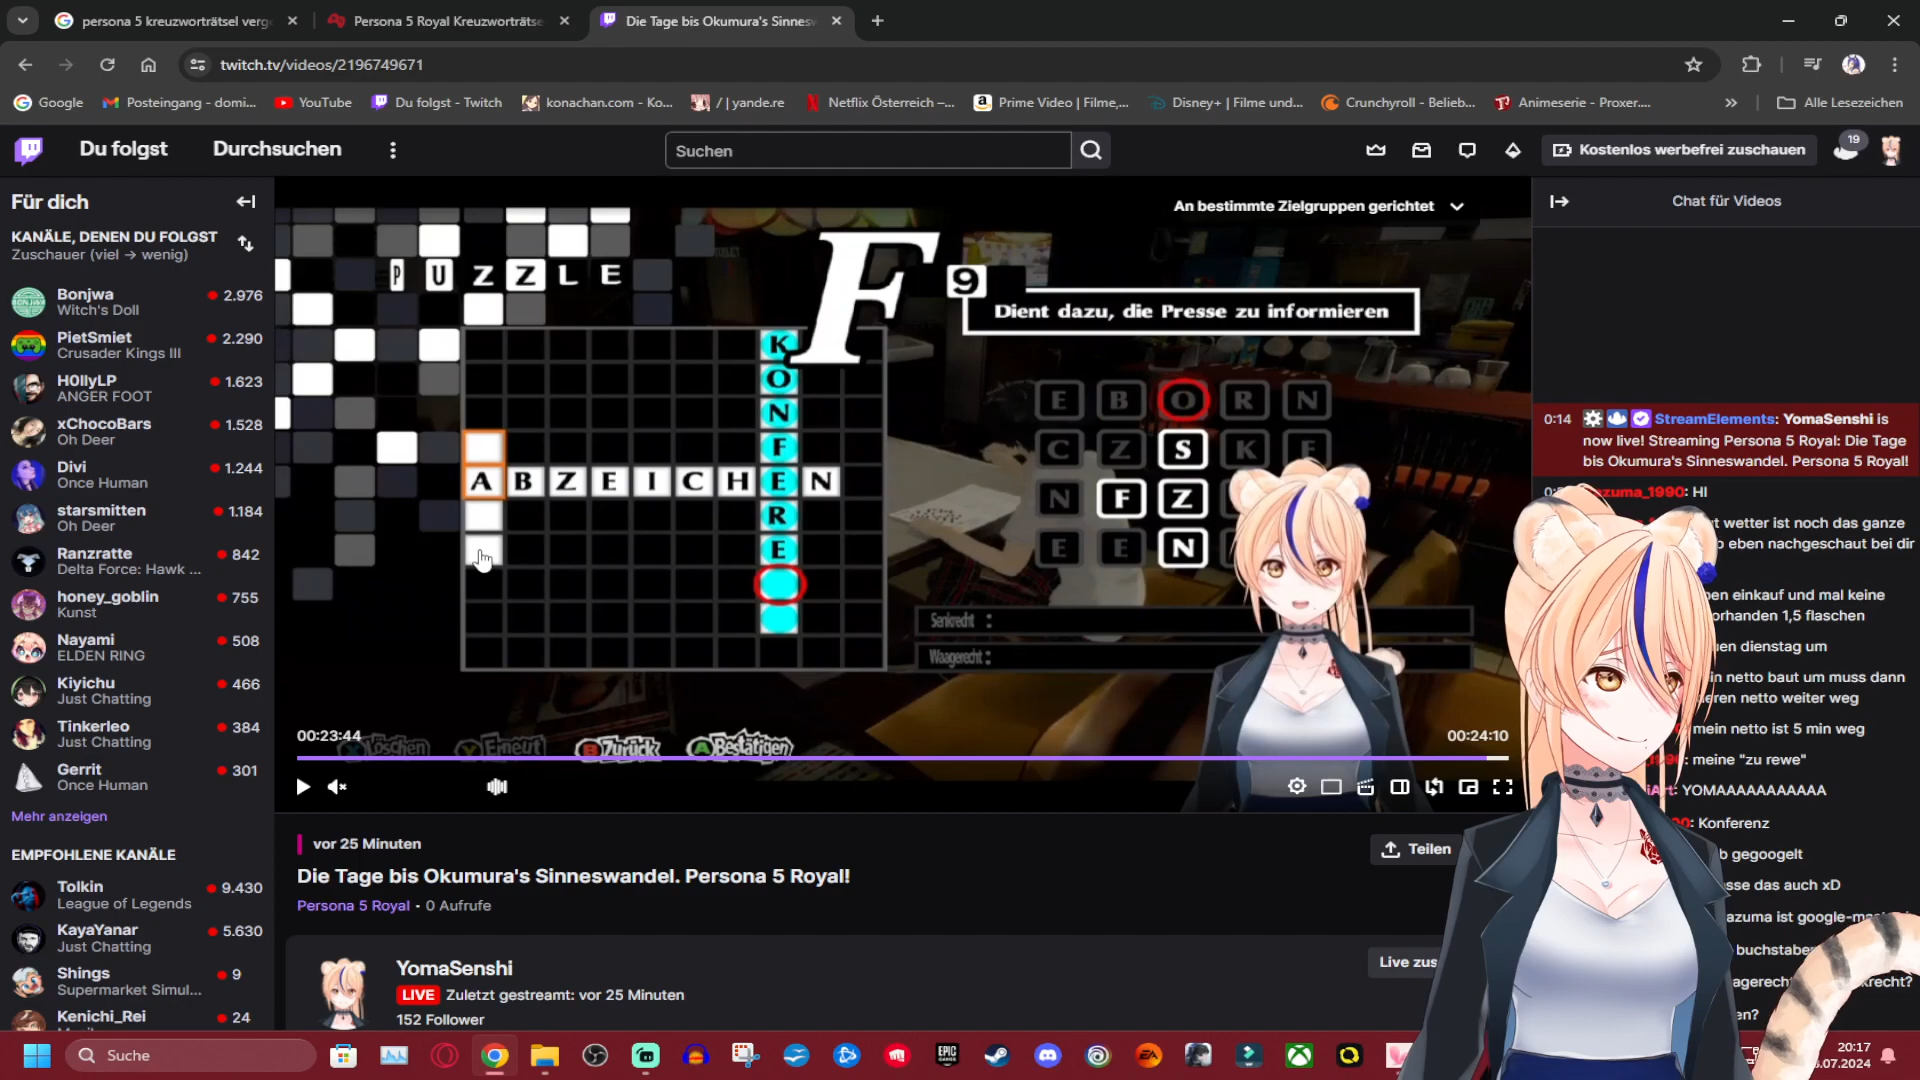 persona 5 kreuzworträtsel verg
Persona 5 Royal Kreuzworträtse
Die Tage bis Okumura's Sinnes
twitch.tv/videos/2196749671
Google
Posteingang - domi...
YouTube
Du folgst - Twitch
konachan.com - Ko...
/ | yande.re
Netflix Österreich –...
Prime Video | Filme,...
Disney+ | Filme und...
Crunchyroll - Belieb...
Animeserie - Proxer....
Alle Lesezeichen
Du folgst
Durchsuchen
Suchen
Kostenlos werbefrei zuschauen
19
Für dich
KANÄLE, DENEN DU FOLGST
Zuschauer (viel → wenig)
Bonjwa
2.976
Witch's Doll
PietSmiet
2.290
Crusader Kings III
H0llyLP
1.623
ANGER FOOT
xChocoBars
1.528
Oh Deer
Divi
1.244
Once Human
starsmitten
1.184
Oh Deer
Ranzratte
842
Delta Force: Hawk ...
honey_goblin
755
Kunst
Nayami
508
ELDEN RING
Kiyichu
466
Just Chatting
Tinkerleo
384
Just Chatting
Gerrit
301
Once Human
Mehr anzeigen
EMPFOHLENE KANÄLE
Tolkin
9.430
League of Legends
KayaYanar
5.630
Just Chatting
Shings
9
Supermarket Simul...
Kenichi_Rei
24
An bestimmte Zielgruppen gerichtet
PUZZLE
F
9
Dient dazu, die Presse zu informieren
K
O
N
F
ABZEICHEN
R
E
E B O R N
C Z S K F
N F Z
E E N
Senkrecht :
Waagerecht :
00:23:44
00:24:10
X Löschen
Y Erneut
B Zurück
A Bestätigen
vor 25 Minuten
Teilen
Die Tage bis Okumura's Sinneswandel. Persona 5 Royal!
Persona 5 Royal • 0 Aufrufe
YomaSenshi
LIVE Zuletzt gestreamt: vor 25 Minuten
152 Follower
Live zus
Chat für Videos
0:14 StreamElements: YomaSenshi is
now live! Streaming Persona 5 Royal: Die Tage
bis Okumura's Sinneswandel. Persona 5 Royal!
azuma_1990: HI
wetter ist noch das ganze
eben nachgeschaut bei dir
einkauf und mal keine
orhanden 1,5 flaschen
dienstag um
in netto baut um muss dann
netto weiter weg
mein netto ist 5 min weg
: meine "zu rewe"
YOMAAAAAAAAAAA
: Konferenz
gegoogelt
sse das auch xD
azuma ist google-mas
buchstabe
Suche
20:17
.07.2024